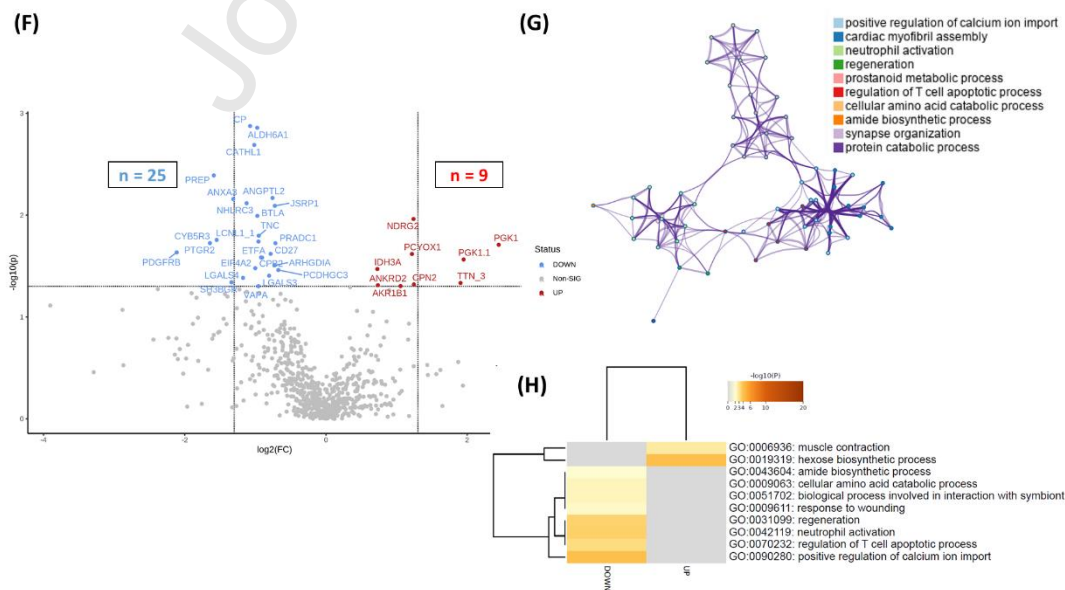 (F)
Jo
3
2
1
0
-4
-2
0
2
-log10(p)
log2(FC)
n = 25
n = 9
CP
ALDH6A1
CATHL1
PREP
ANXA3
ANGPTL2
NHLRC3
JSRP1
BTLA
TNC
CYB5R3
LCNL1_1
PRADC1
PTGR2
ETFA
CD27
PDGFRB
EIF4A2
CPB2
ARHGDIA
LGALS4
PCDHGC3
LGALS3
VAPA
NDRG2
PGK1
PCYOX1
PGK1.1
IDH3A
ANKRD2
CPN2
TTN_3
AKR1B1
Status
DOWN
Non-SIG
UP
(G)
positive regulation of calcium ion import
cardiac myofibril assembly
neutrophil activation
regeneration
prostanoid metabolic process
regulation of T cell apoptotic process
cellular amino acid catabolic process
amide biosynthetic process
synapse organization
protein catabolic process
(H)
-log10(P)
0 2 3 4 6 10 20
GO:0006936: muscle contraction
GO:0019319: hexose biosynthetic process
GO:0043604: amide biosynthetic process
GO:0009063: cellular amino acid catabolic process
GO:0051702: biological process involved in interaction with symbiont
GO:0009611: response to wounding
GO:0031099: regeneration
GO:0042119: neutrophil activation
GO:0070232: regulation of T cell apoptotic process
GO:0090280: positive regulation of calcium ion import
DOWN
UP